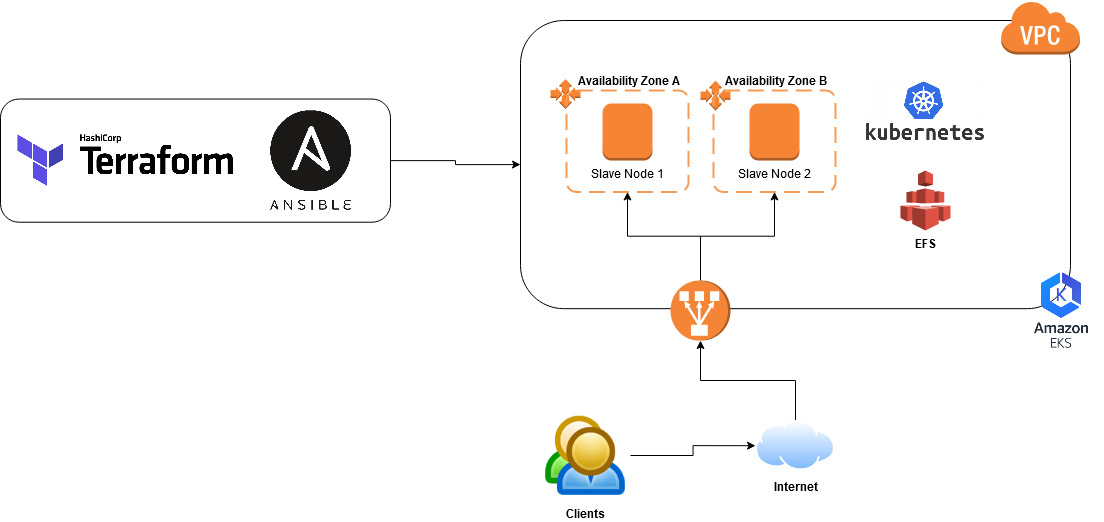 VPC
Availability Zone A
Availability Zone B
Slave Node 1
Slave Node 2
kubernetes
EFS
HashiCorp
Terraform
ANSIBLE
K
Amazon
EKS
Internet
Clients